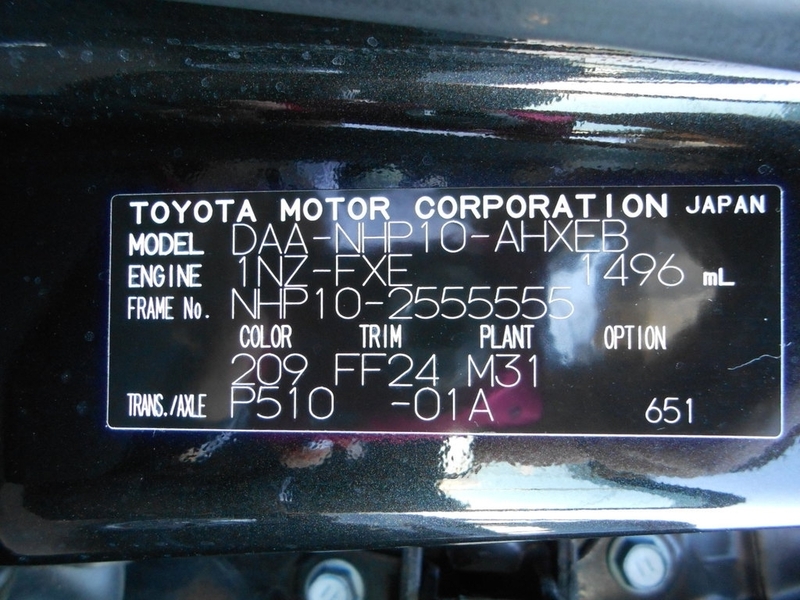 TOYOTA MOTOR CORPORATION JAPAN
MODEL DAA-NHP10-AHXEB
ENGINE 1NZ-FXE 1496 mL
FRAME No. NHP10-2555555
COLOR TRIM PLANT OPTION
209 FF24 M31
TRANS./AXLE P510 -01A 651